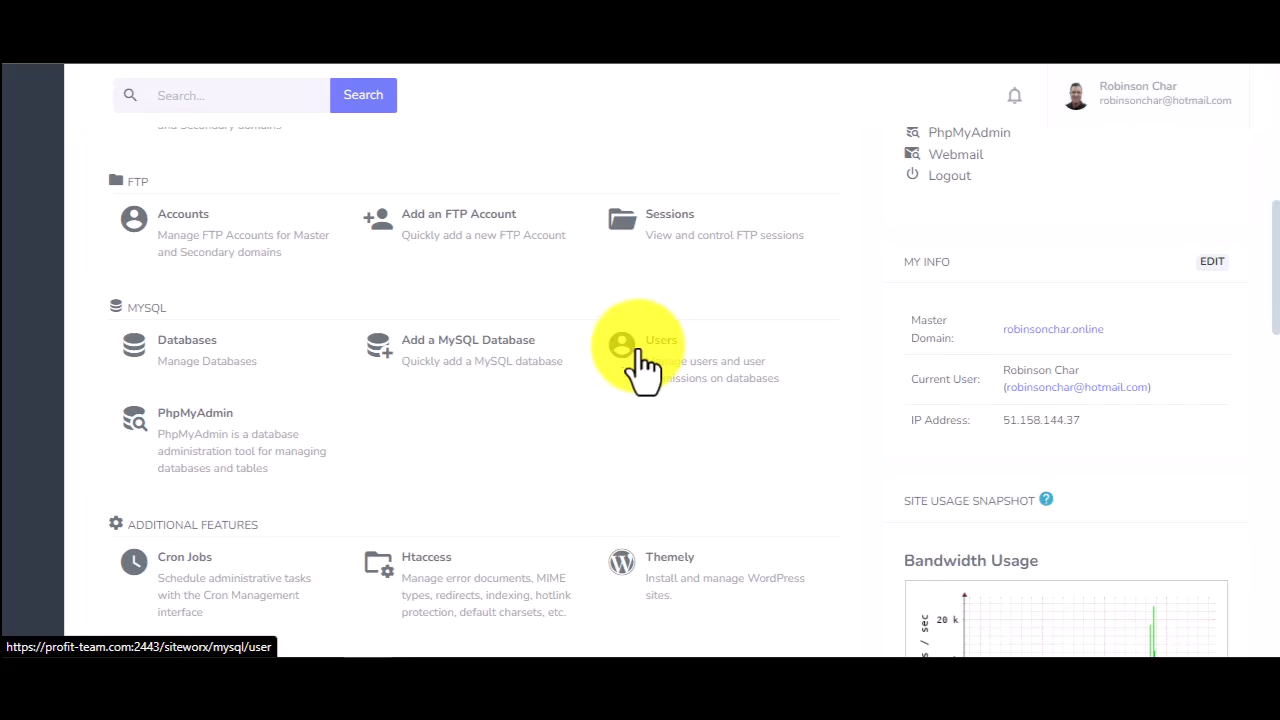 Search...
Search
Robinson Char
robinsonchar@hotmail.com
and Secondary domains
PhpMyAdmin
Webmail
Logout
FTP
Accounts
Manage FTP Accounts for Master
and Secondary domains
Add an FTP Account
Quickly add a new FTP Account
Sessions
View and control FTP sessions
MYSQL
Databases
Manage Databases
Add a MySQL Database
Quickly add a MySQL database
Users
users and user
on databases
PhpMyAdmin
PhpMyAdmin is a database
administration tool for managing
databases and tables
ADDITIONAL FEATURES
Cron Jobs
Schedule administrative tasks
with the Cron Management
interface
Htaccess
Manage error documents, MIME
types, redirects, indexing, hotlink
protection, default charsets, etc.
Themely
Install and manage WordPress
sites.
MY INFO
EDIT
Master
Domain:
robinsonchar.online
Current User:
Robinson Char
(robinsonchar@hotmail.com)
IP Address:
51.158.144.37
SITE USAGE SNAPSHOT ?
Bandwidth Usage
20 k
/ sec
https://profit-team.com:2443/siteworx/mysql/user